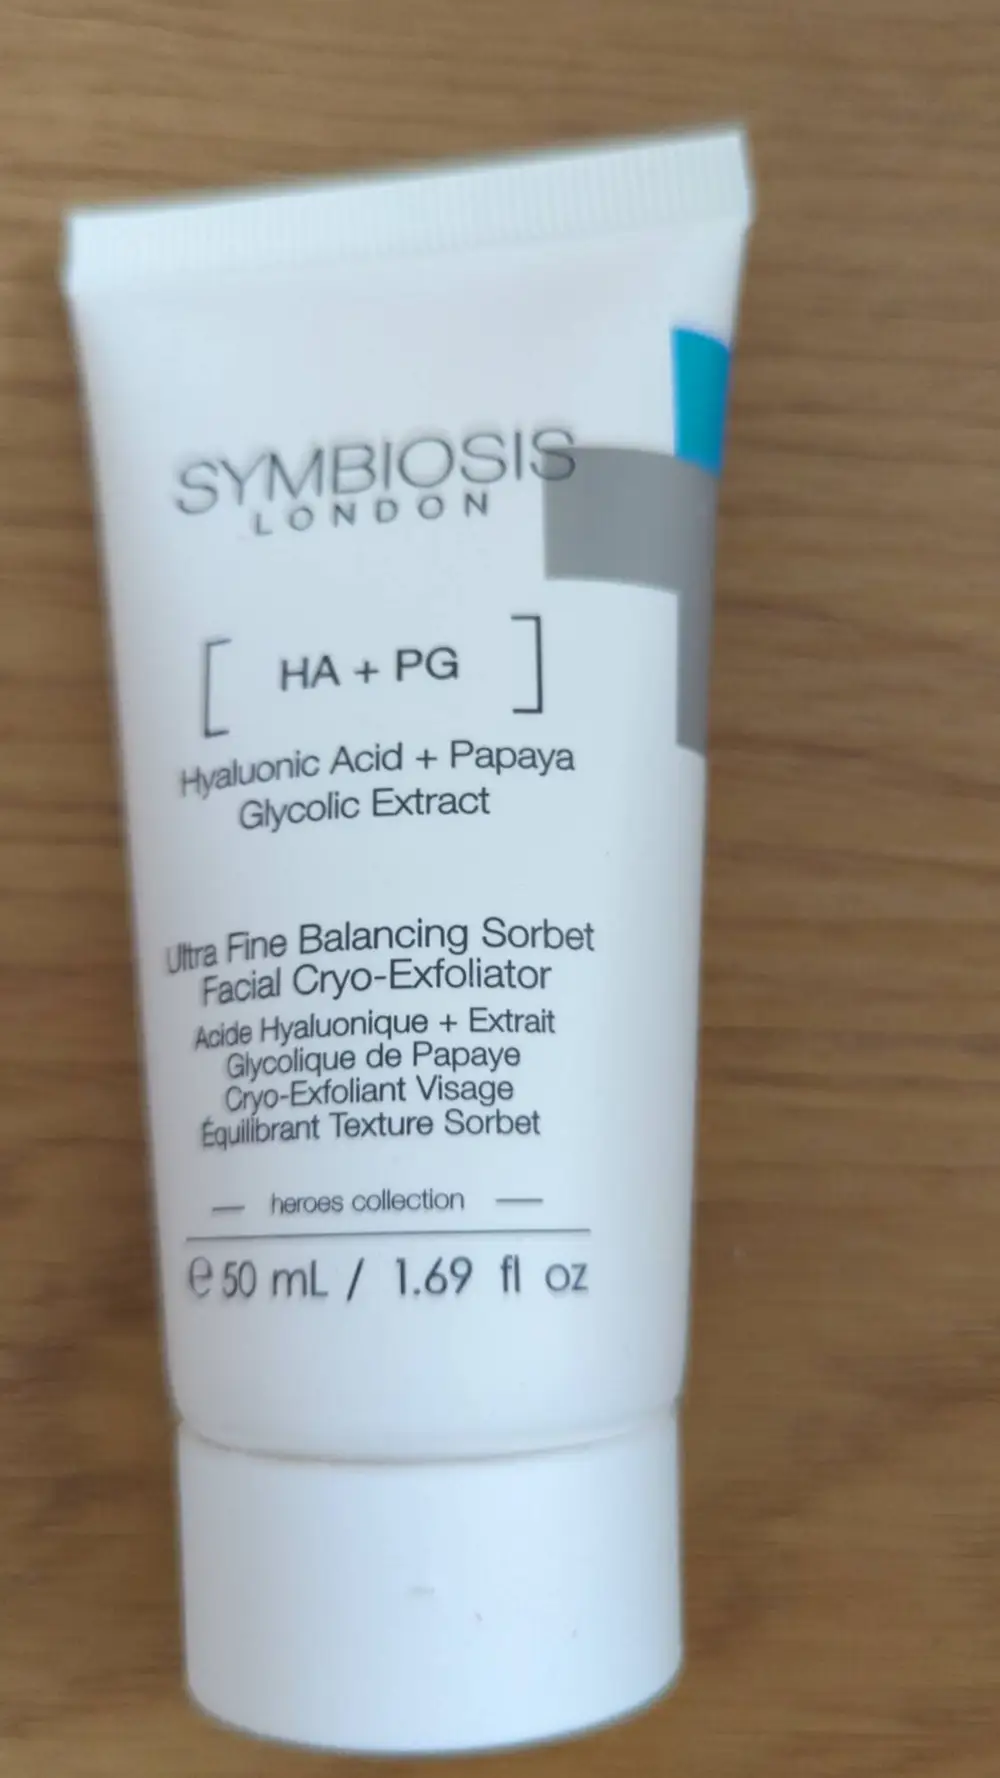 SYMBIOSIS
LONDON
[ HA + PG ]
Hyaluonic Acid + Papaya
Glycolic Extract
Ultra Fine Balancing Sorbet
Facial Cryo-Exfoliator
Acide Hyaluonique + Extrait
Glycolique de Papaye
Cryo-Exfoliant Visage
Équilibrant Texture Sorbet
— heroes collection —
℮ 50 mL / 1.69 fl oz